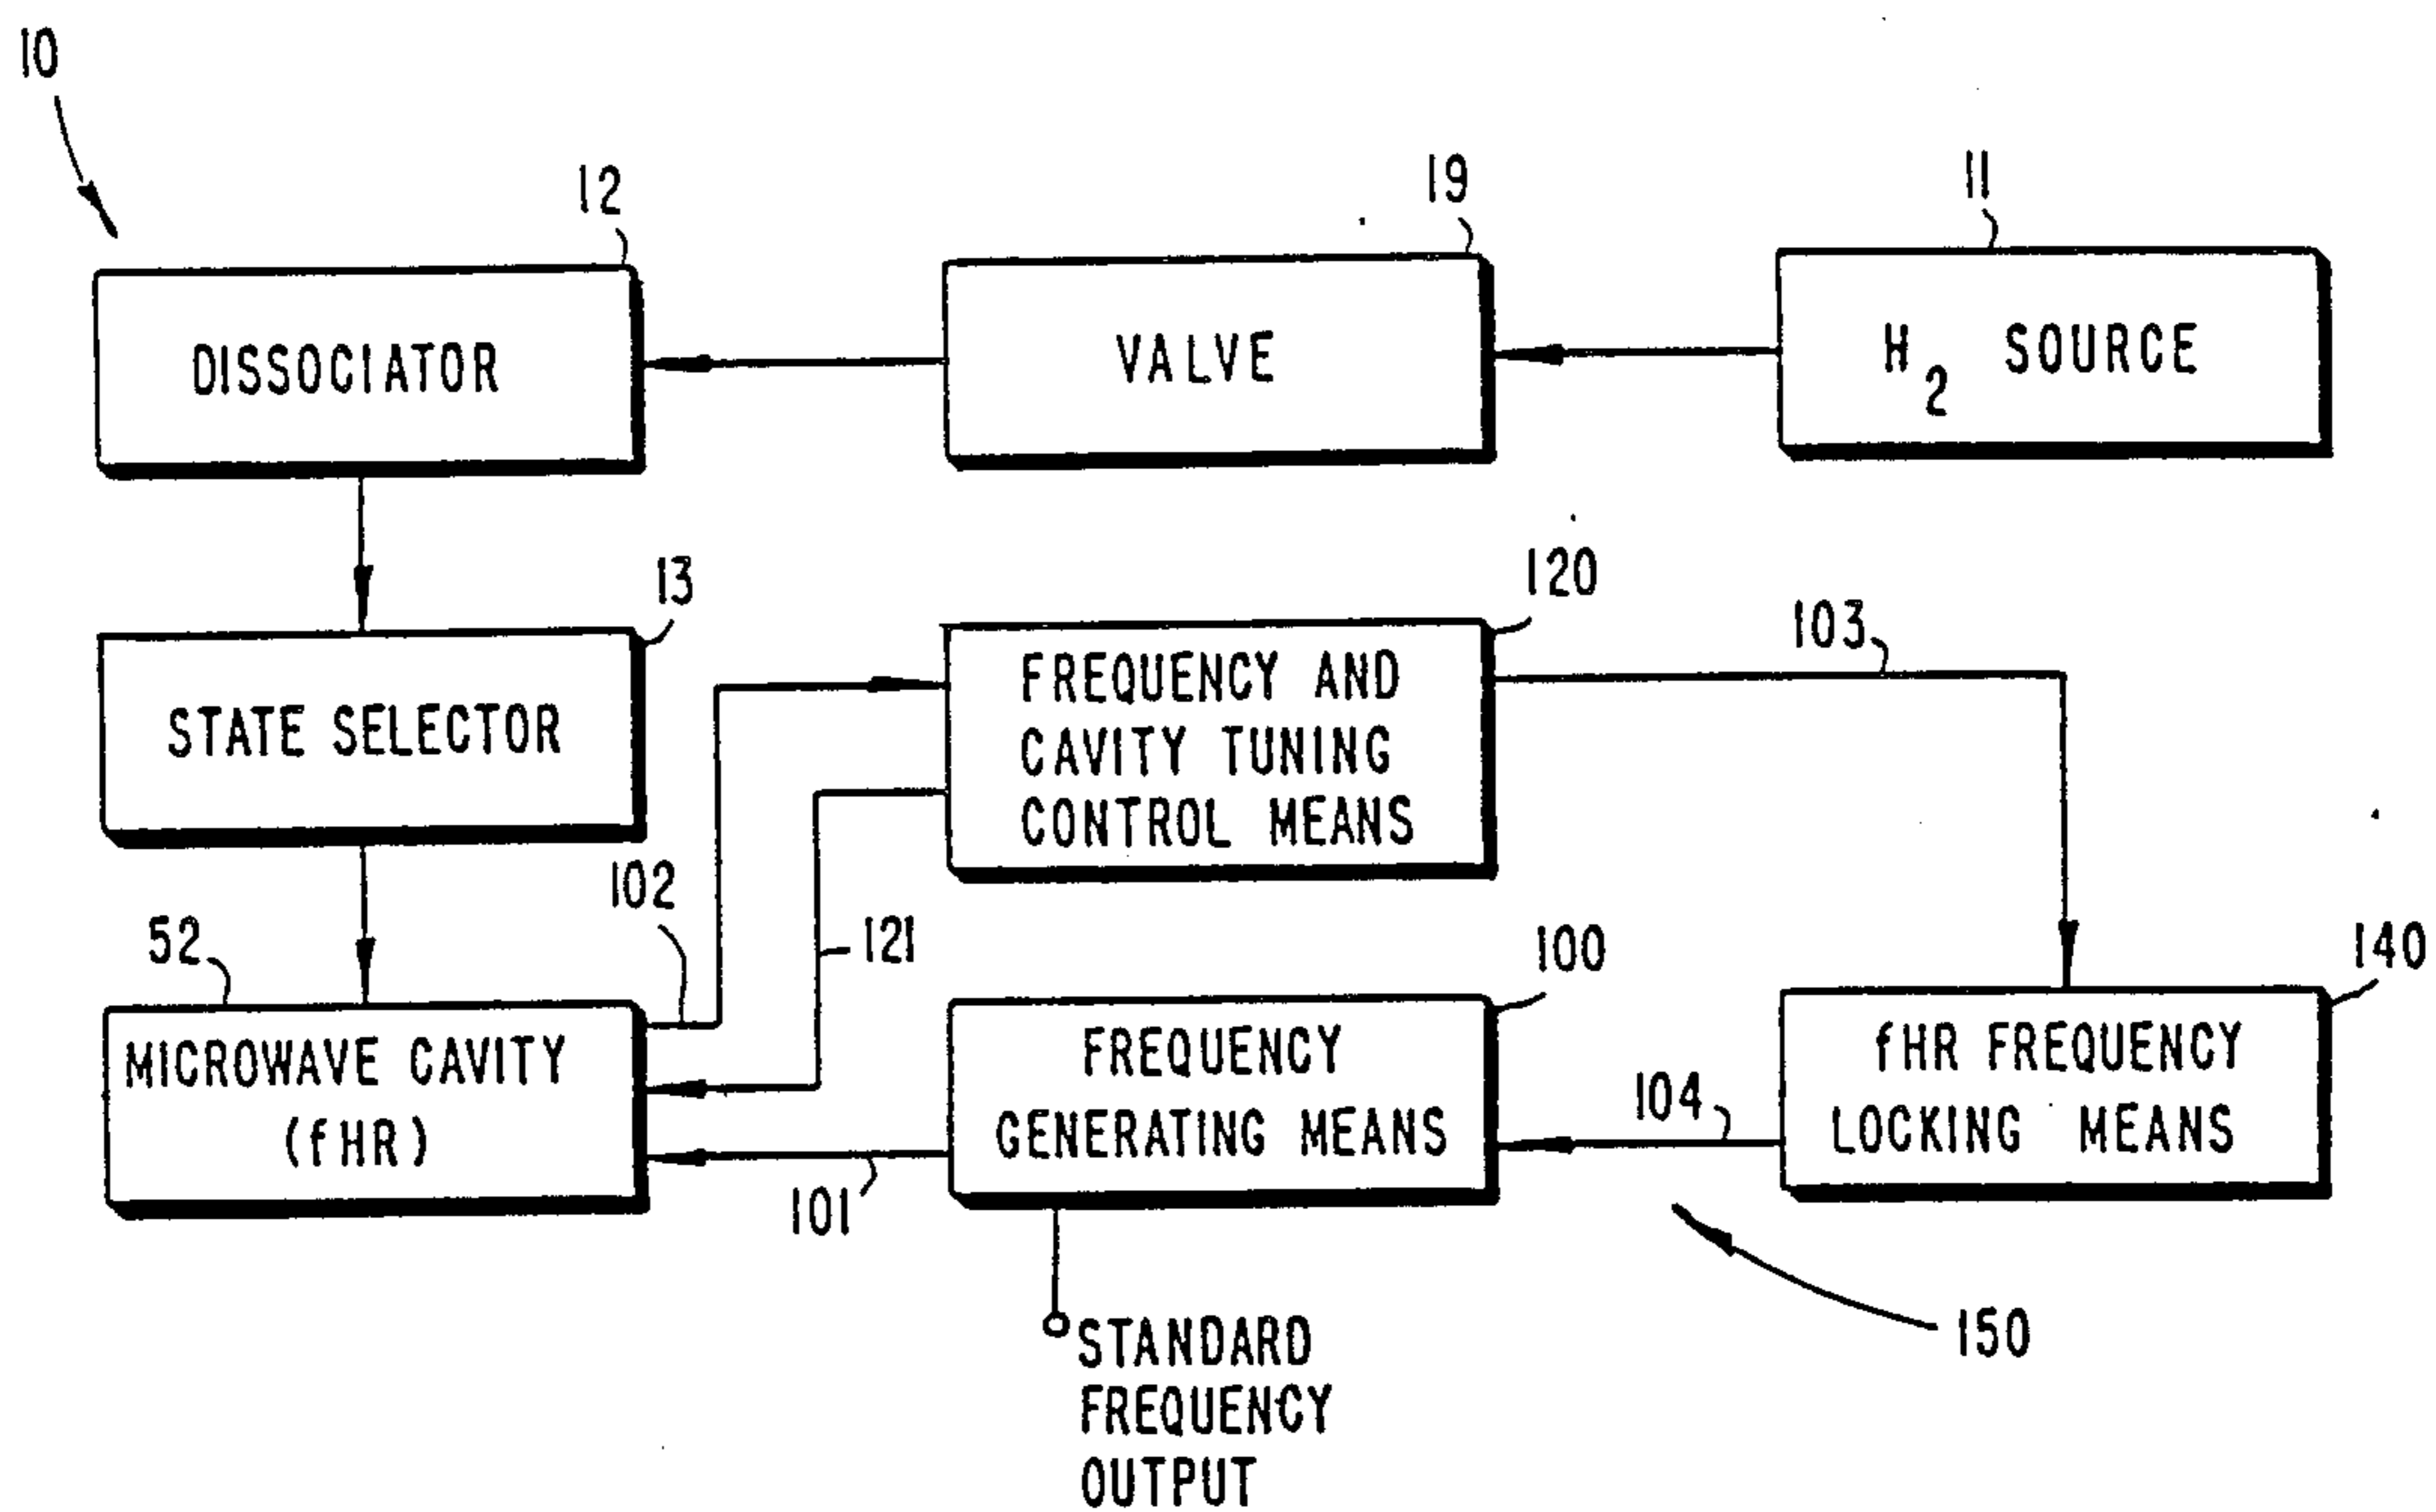 10
12
19
11
DISSOCIATOR
VALVE
H2 SOURCE
13
120
103
STATE SELECTOR
FREQUENCY AND
CAVITY TUNING
CONTROL MEANS
102
121
52
100
140
MICROWAVE CAVITY
(fHR)
FREQUENCY
GENERATING MEANS
104
fHR FREQUENCY
LOCKING MEANS
101
150
STANDARD
FREQUENCY
OUTPUT